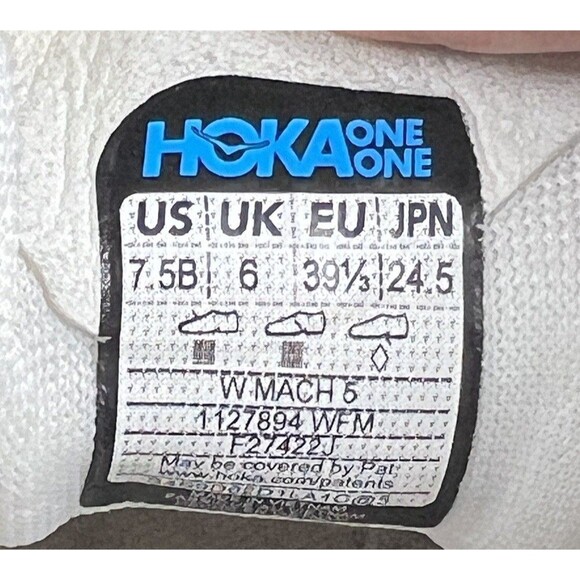 HOKA ONE ONE
US UK EU JPN
7.5B 6 39⅓ 24.5
W MACH 5
1127894 WFM
F27422J
May be covered by Pat.
www.hoka.com/patents